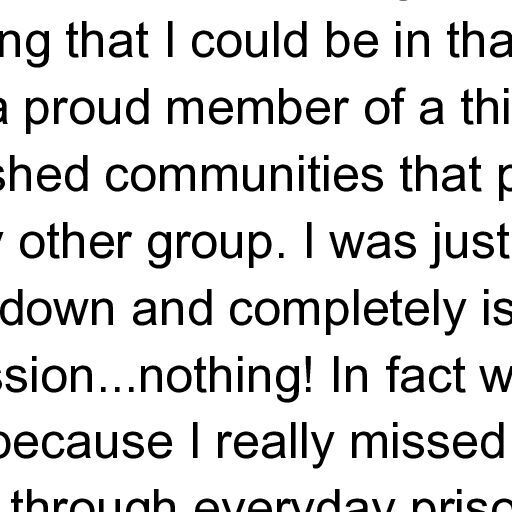 ng that I could be in tha
a proud member of a thi
shed communities that p
y other group. I was just
down and completely is
ssion...nothing! In fact w
because I really missed
through everyday priso